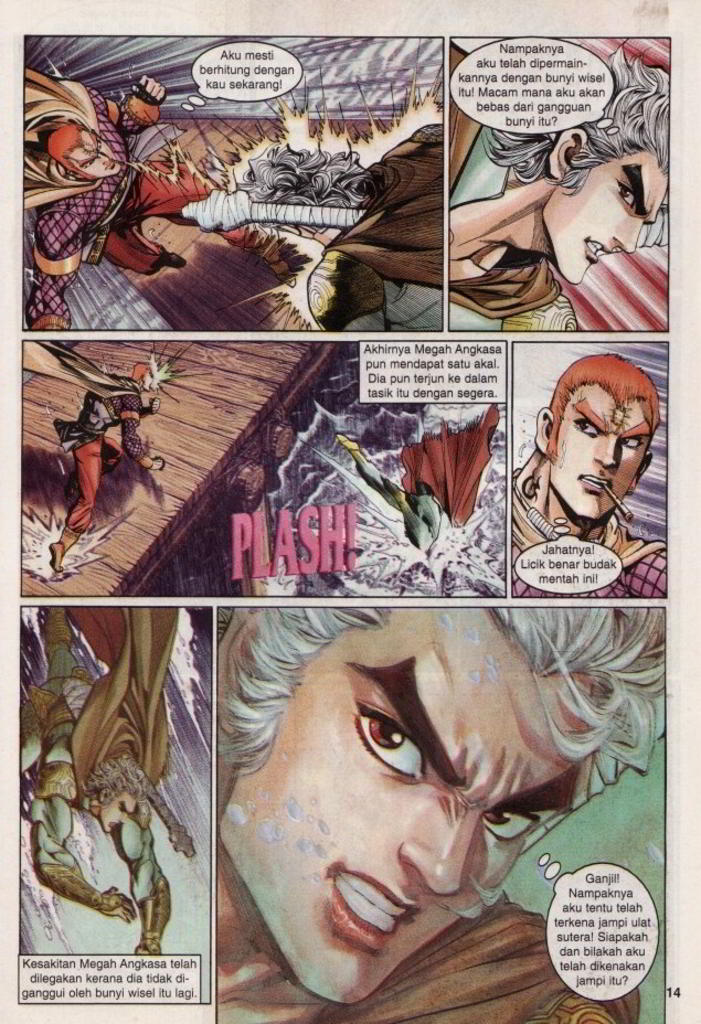 Aku mesti
berhitung dengan
kau sekarang!
Nampaknya
aku telah dipermain-
kannya dengan bunyi wisel
itu! Macam mana aku akan
bebas dari gangguan
bunyi itu?
Akhirnya Megah Angkasa
pun mendapat satu akal.
Dia pun terjun ke dalam
tasik itu dengan segera.
PLASH!
Jahatnya!
Licik benar budak
mentah ini!
Kesakitan Megah Angkasa telah
dilegakan kerana dia tidak di-
ganggui oleh bunyi wisel itu lagi.
Ganjil!
Nampaknya
aku tentu telah
terkena jampi ulat
sutera! Siapakah
dan bilakah aku
telah dikenakan
jampi itu?
14